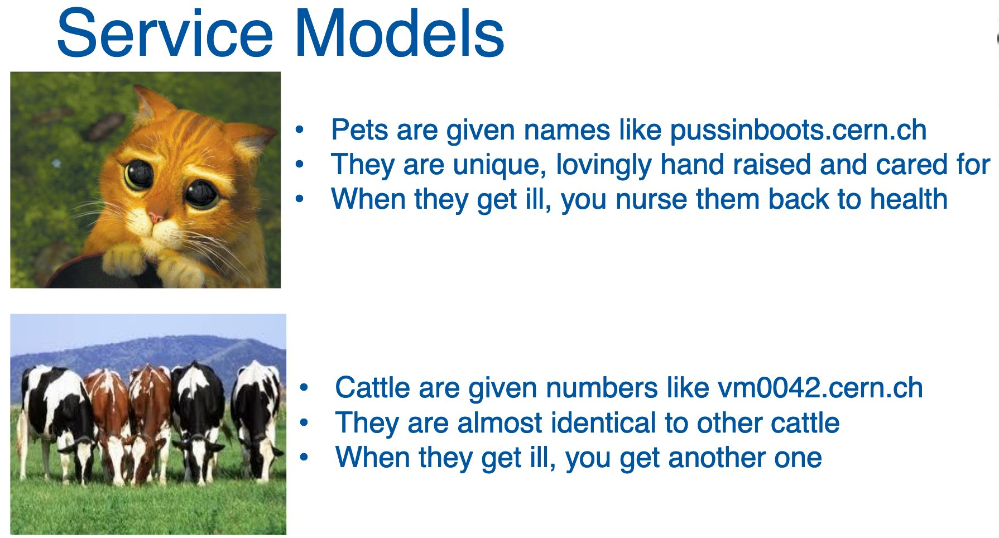 Service Models
• Pets are given names like pussinboots.cern.ch
• They are unique, lovingly hand raised and cared for
• When they get ill, you nurse them back to health
• Cattle are given numbers like vm0042.cern.ch
• They are almost identical to other cattle
• When they get ill, you get another one